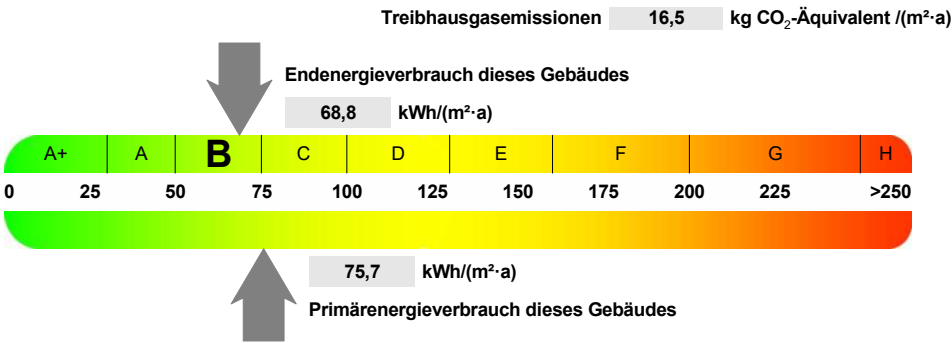 Treibhausgasemissionen 16,5 kg CO₂-Äquivalent /(m²·a)
Endenergieverbrauch dieses Gebäudes
68,8 kWh/(m²·a)
A+ A B C D E F G H
0 25 50 75 100 125 150 175 200 225 >250
75,7 kWh/(m²·a)
Primärenergieverbrauch dieses Gebäudes